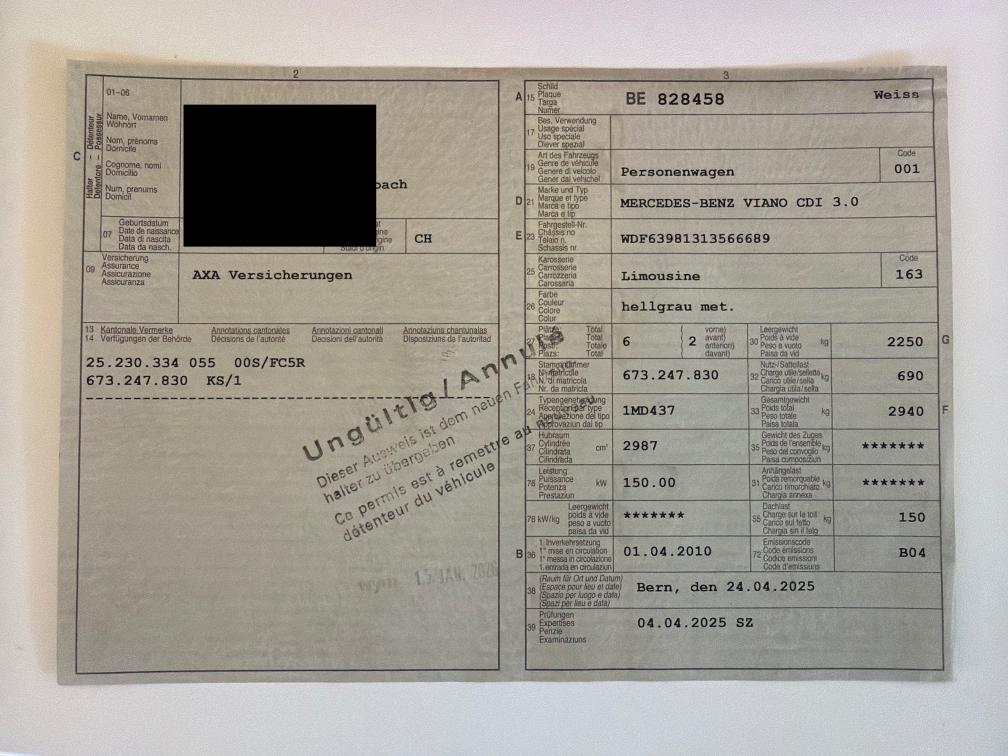 2
01-06
C
Halter – Détenteur
Detentore – Possessur
Name, Vornamen
Wohnort
Nom, prénoms
Domicile
Cognome, nomi
Domicilio
Num, prenums
Domicil
bach
07
Geburtsdatum
Date de naissance
Data di nascita
Data da nasch.
CH
09
Versicherung
Assurance
Assicurazione
Assicuranza
AXA Versicherungen
13 Kantonale Vermerke Annotations cantonales Annotazioni cantonali Annotaziuns chantunalas
14 Verfügungen der Behörde Décisions de l'autorité Decisioni dell'autorità Disposiziuns da l'autoritad
25.230.334 055 00S/FC5R
673.247.830 KS/1
Ungültig / Annulé
Dieser Ausweis ist dem neuen
halter zu übergeben
Ce permis est à remettre au
détenteur du véhicule
13. JAN. 2026
3
A
15
Schild
Plaque
Targa
Numer
BE 828458
Weiss
17
Bes. Verwendung
Usage spécial
Uso speciale
Diever spezial
19
Art des Fahrzeugs
Genre de véhicule
Genere di veicolo
Gener dal vehichel
Personenwagen
Code
001
D
21
Marke und Typ
Marque et type
Marca e tipo
Marca e tip
MERCEDES-BENZ VIANO CDI 3.0
E
23
Fahrgestell-Nr.
Châssis no
Telaio n.
Schassis nr
WDF63981313566689
25
Karosserie
Carrosserie
Carrozzeria
Carossaria
Limousine
Code
163
26
Farbe
Couleur
Colore
Colur
hellgrau met.
Total
Total
Totale
Total
6
( 2
vorne)
avant)
anteriori)
davant)
30
Leergewicht
Poids à vide
Peso a vuoto
Paisa da vid
kg
2250
G
18
Stammnummer
N° matricule
N. di matricola
Nr. da matricla
673.247.830
32
Nutz-/Sattellast
Charge utile/sellette
Carico utile/sella
Chargia utila/sella
kg
690
24
Typengenehmigung
Réception par type
Approvazione del tipo
Approvaziun dal tip
1MD437
33
Gesamtgewicht
Poids total
Peso totale
Paisa totala
kg
2940
F
37
Hubraum
Cylindrée
Cilindrata
Cilindrada
cm³
2987
35
Gewicht des Zuges
Poids de l'ensemble
Peso del convoglio
Paisa cumposiziun
kg
*******
76
Leistung
Puissance
Potenza
Prestaziun
kW
150.00
31
Anhängelast
Poids remorquable
Carico rimorchiato
Chargia annexa
kg
*******
78 kW/kg
Leergewicht
poids à vide
peso a vuoto
paisa da vid
*******
55
Dachlast
Charge sur le toit
Carico sul tetto
Chargia sin il tetg
kg
150
B
36
1. Inverkehrsetzung
1re mise en circulation
1a messa in circolazione
1. entrada en circulaziun
01.04.2010
72
Emissionscode
Code émissions
Codice emissioni
Code d'emissiuns
B04
38
(Raum für Ort und Datum)
(Espace pour lieu et date)
(Spazio per luogo e data)
(Spazi per lieu e data)
Bern, den 24.04.2025
39
Prüfungen
Expertises
Perizie
Examinaziuns
04.04.2025 SZ